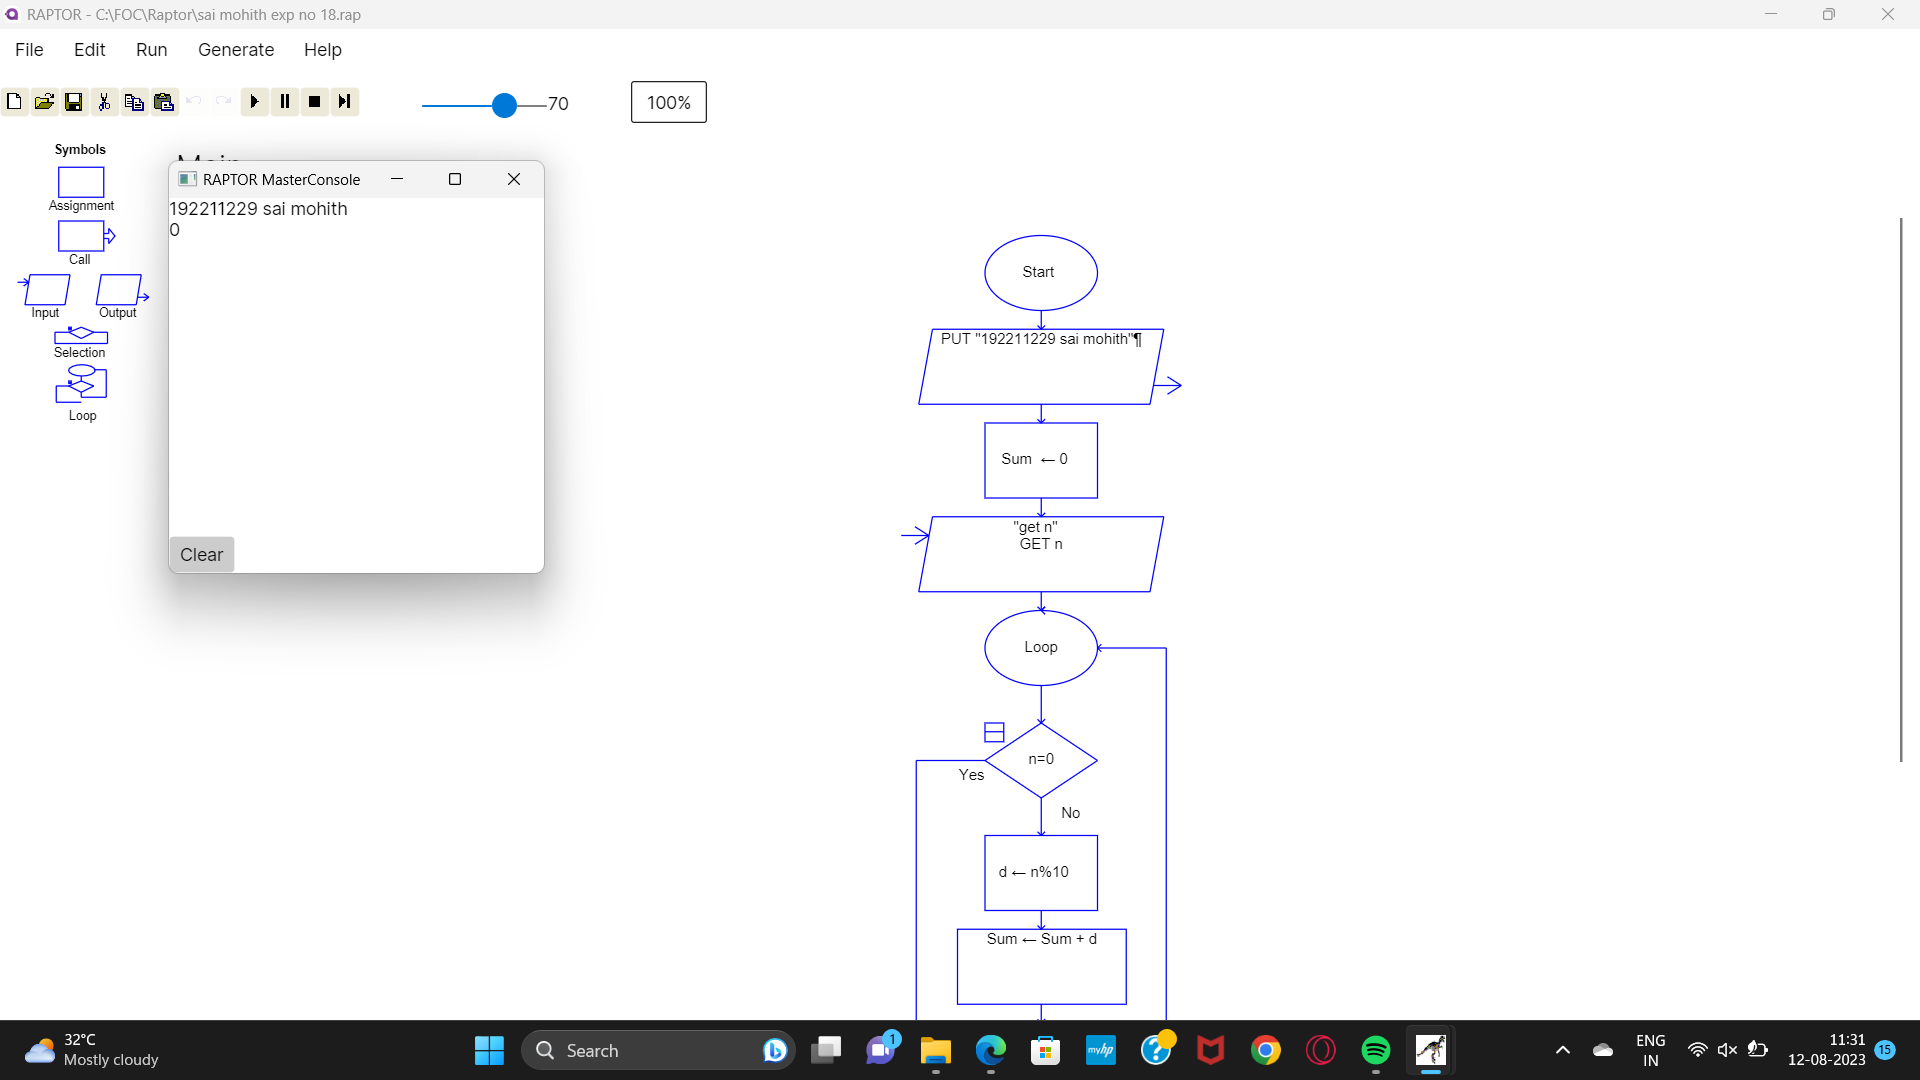 RAPTOR - C:\FOC\Raptor\sai mohith exp no 18.rap
File Edit Run Generate Help
70
100%
Symbols
Assignment
Call
Input Output
Selection
Loop
Main
RAPTOR MasterConsole
192211229 sai mohith
0
Clear
Start
PUT "192211229 sai mohith"¶
Sum ← 0
"get n"
GET n
Loop
n=0
Yes
No
d ← n%10
Sum ← Sum + d
32°C
Mostly cloudy
Search
1
myhp
ENG
IN
11:31
12-08-2023
15